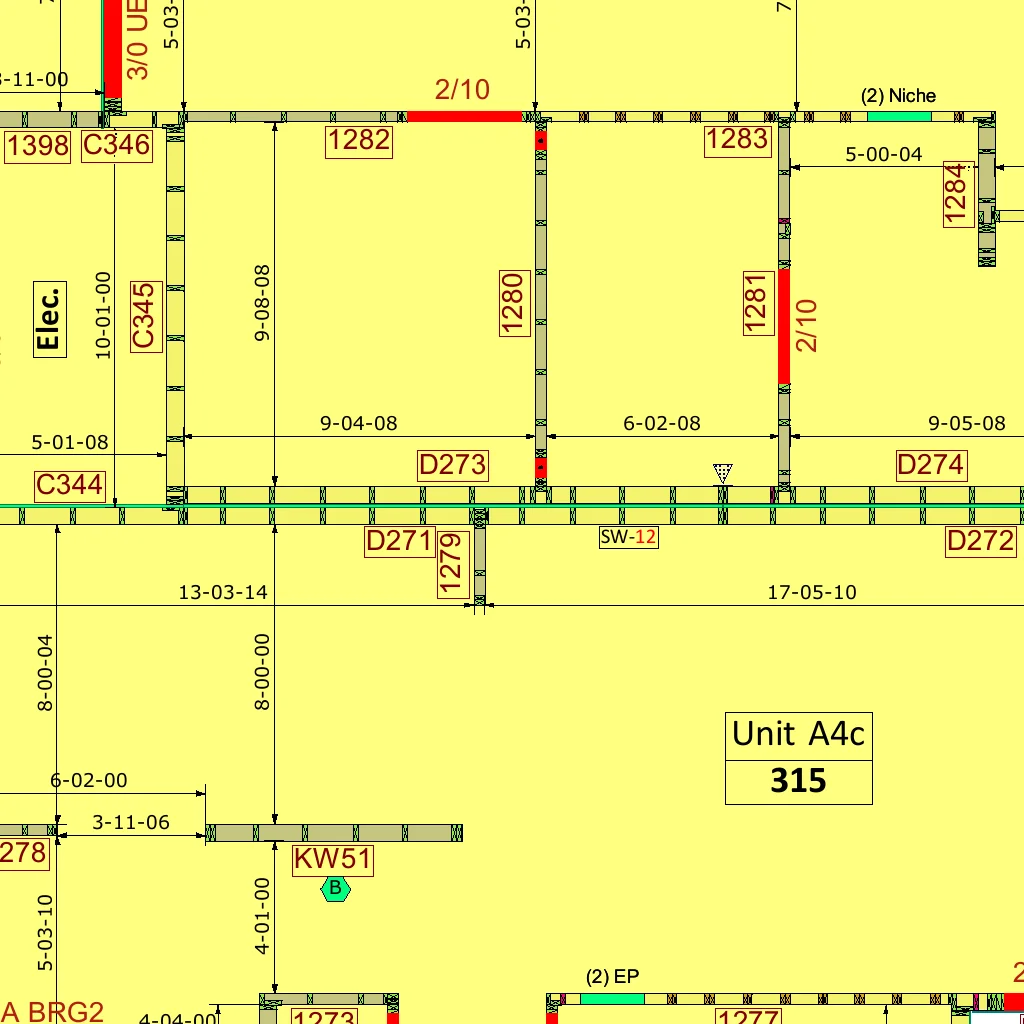 3/0 UE
5-03-
5-03-
7
3-11-00
2/10
(2) Niche
1398
C346
1282
1283
5-00-04
1284
Elec.
10-01-00
C345
9-08-08
1280
1281
2/10
9-04-08
6-02-08
9-05-08
5-01-08
D273
D274
C344
D271
1279
SW-12
D272
13-03-14
17-05-10
8-00-04
8-00-00
Unit A4c
315
6-02-00
3-11-06
278
KW51
B
5-03-10
4-01-00
(2) EP
2
A BRG2
4-04-00
1273
1277